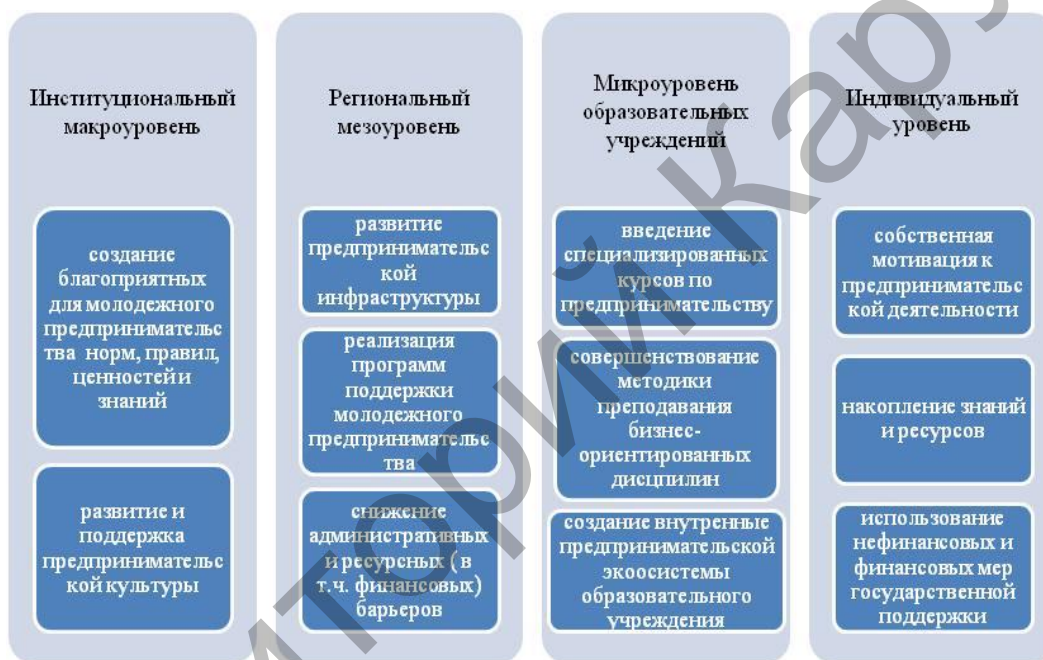 Институциональный
макроуровень
создание
благоприятных
для молодежного
предпринимательс
тва норм, правил,
ценностей и
знаний
развитие и
поддержка
предпринимательс
кой культуры
Региональный
мезоуровень
развитие
предпринимательс
кой
инфраструктуры
реализация
программ
поддержки
молодежного
предпринимательс
тва
снижение
административных
и ресурсных ( в
т.ч. финансовых)
барьеров
Микроуровень
образовательных
учреждений
введение
специализированных
курсов по
предпринимательству
совершенствование
методики
преподавания
бизнес-
ориентированных
дисцпилин
создание внутренные
предпринимательской
экоосистемы
образовательного
учреждения
Индивидуальный
уровень
собственная
мотивация к
предпринимательс
кой деятельности
накопление знаний
и ресурсов
использование
нефинансовых и
финансовых мер
государственной
поддержки